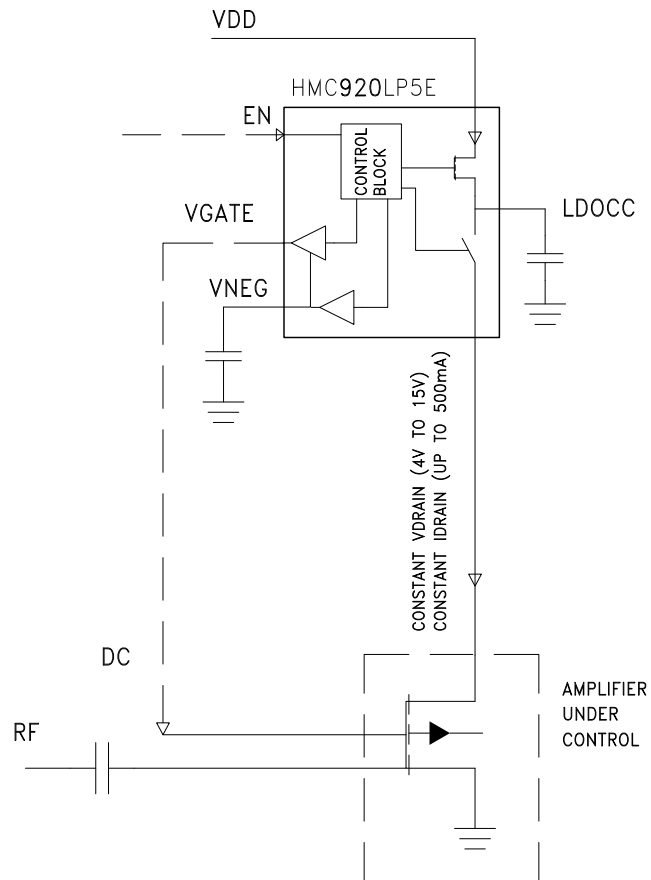 VDD
HMC920LP5E
EN
CONTROL
BLOCK
VGATE
LDOCC
VNEG
CONSTANT VDRAIN (4V TO 15V)
CONSTANT IDRAIN (UP TO 500mA)
DC
RF
AMPLIFIER
UNDER
CONTROL